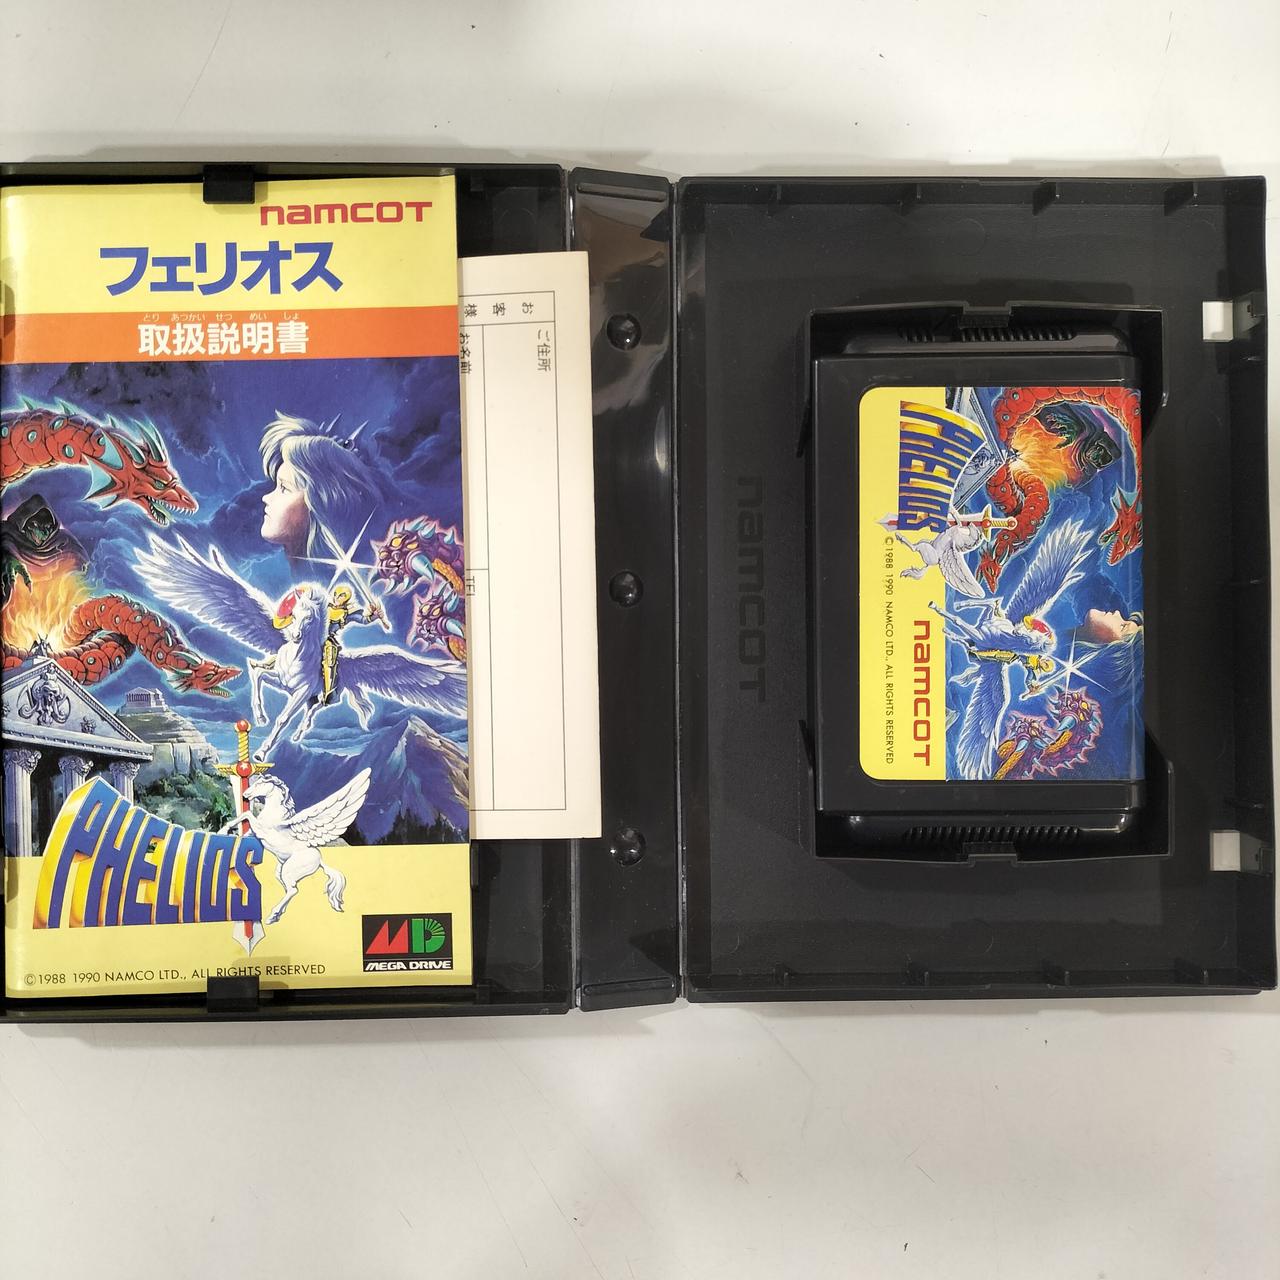 namcoT
フェリオス
とり あつかい せつ めい しょ
取扱説明書
PHELIOS
MD
MEGA DRIVE
©1988 1990 NAMCO LTD., ALL RIGHTS RESERVED
お客様
ご住所
お名前
TEL
namcoT
PHELIOS
©1988 1990 NAMCO LTD., ALL RIGHTS RESERVED
namcoT